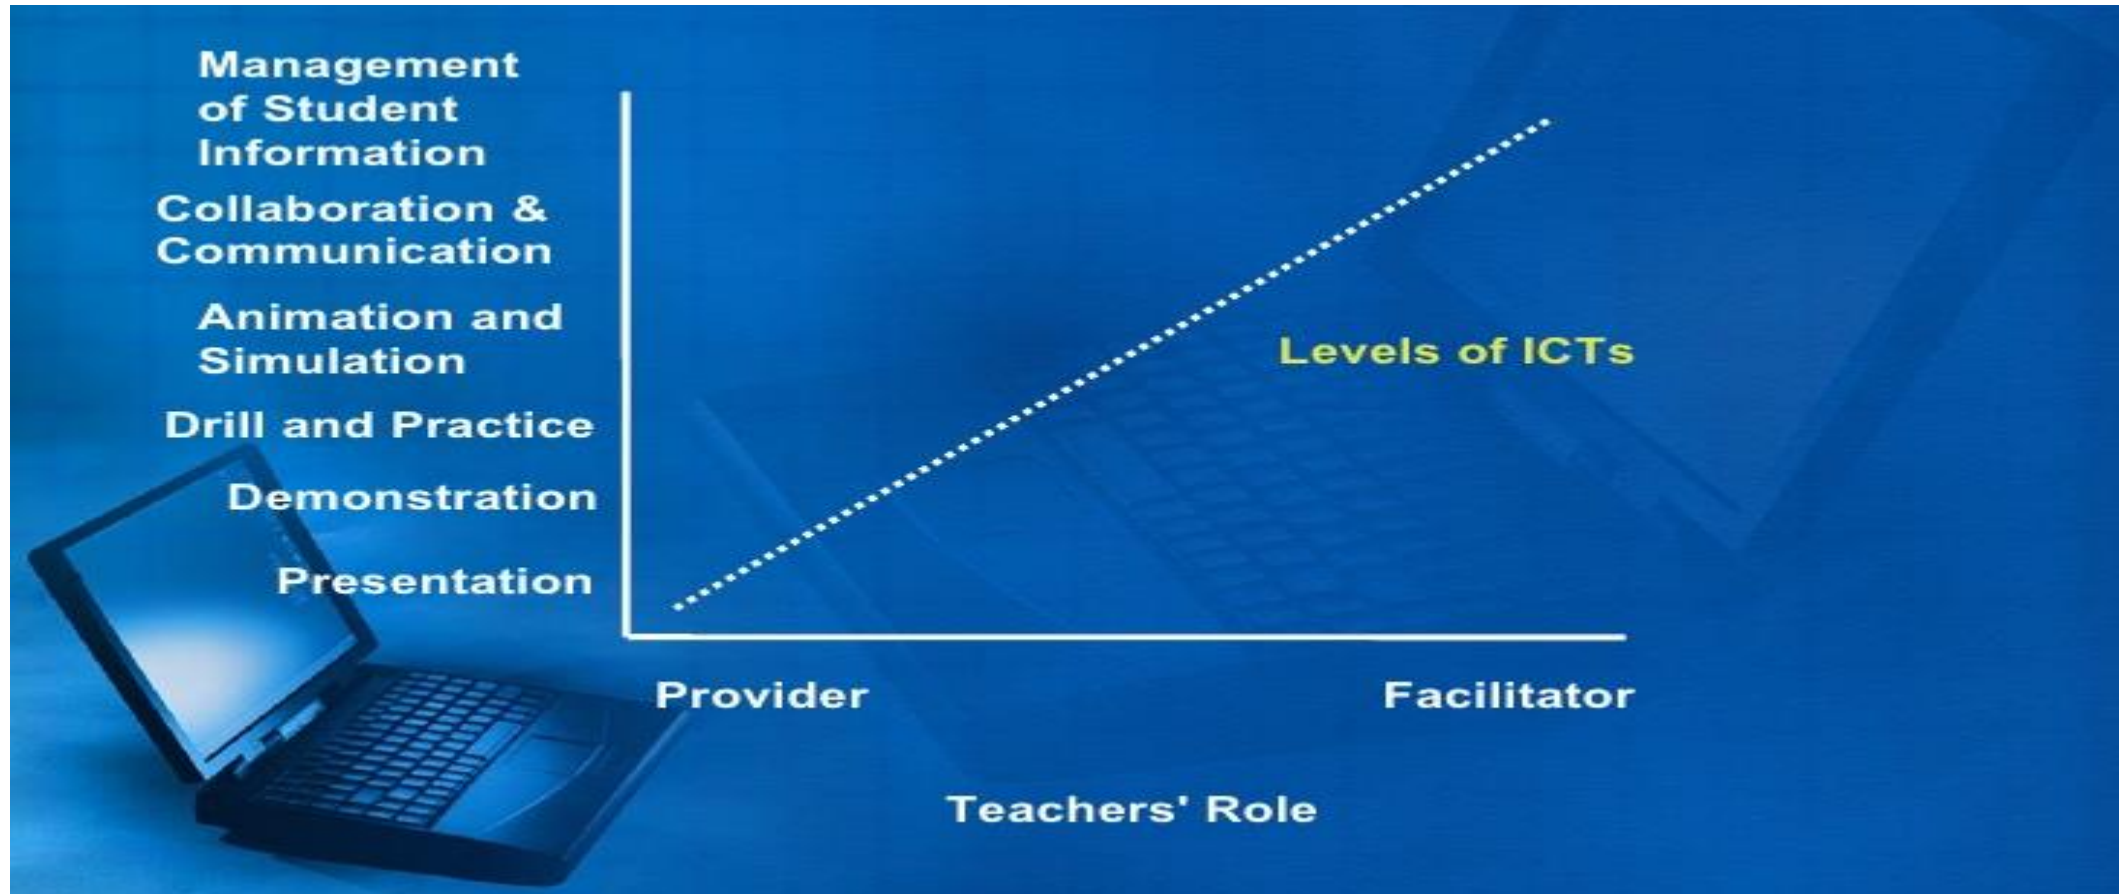 Management
of Student
Information
Collaboration &
Communication
Animation and
Simulation
Levels of ICTs
Drill and Practice
Demonstration
Presentation
Provider
Facilitator
Teachers' Role